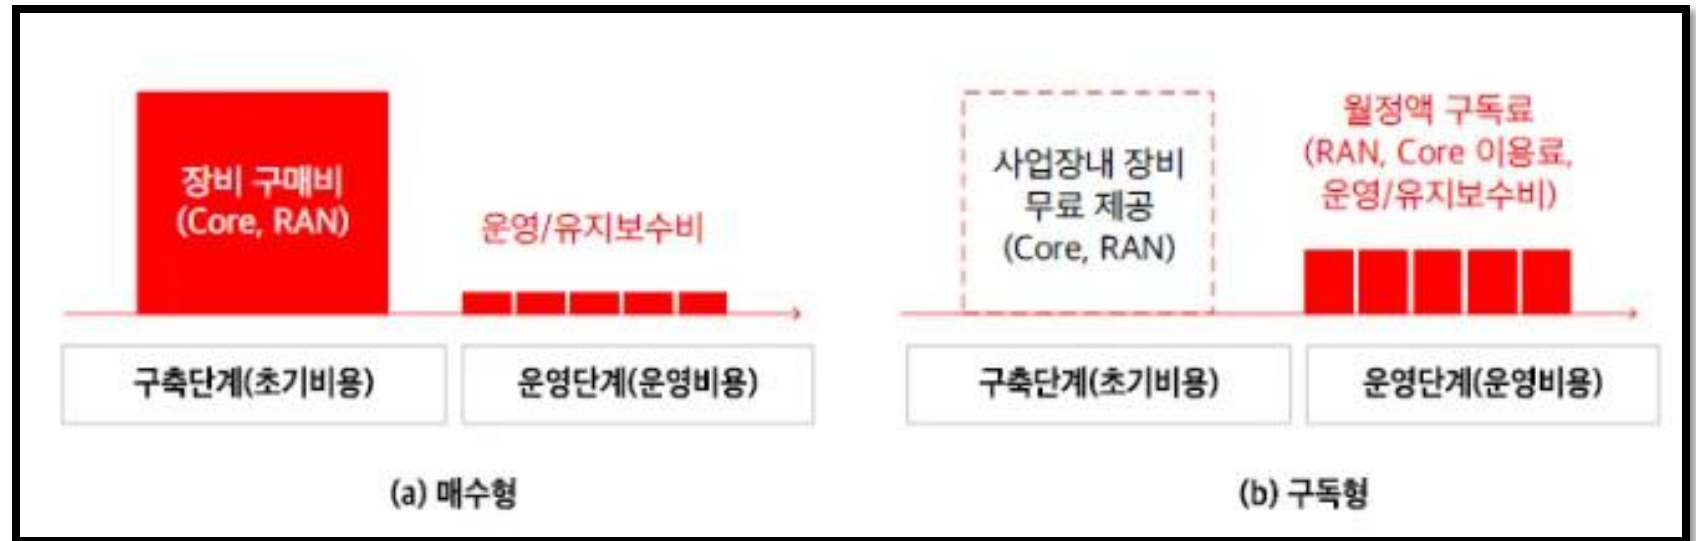 장비 구매비
(Core, RAN)
운영/유지보수비
구축단계(초기비용)
운영단계(운영비용)
(a) 매수형
사업장내 장비
무료 제공
(Core, RAN)
월정액 구독료
(RAN, Core 이용료,
운영/유지보수비)
구축단계(초기비용)
운영단계(운영비용)
(b) 구독형